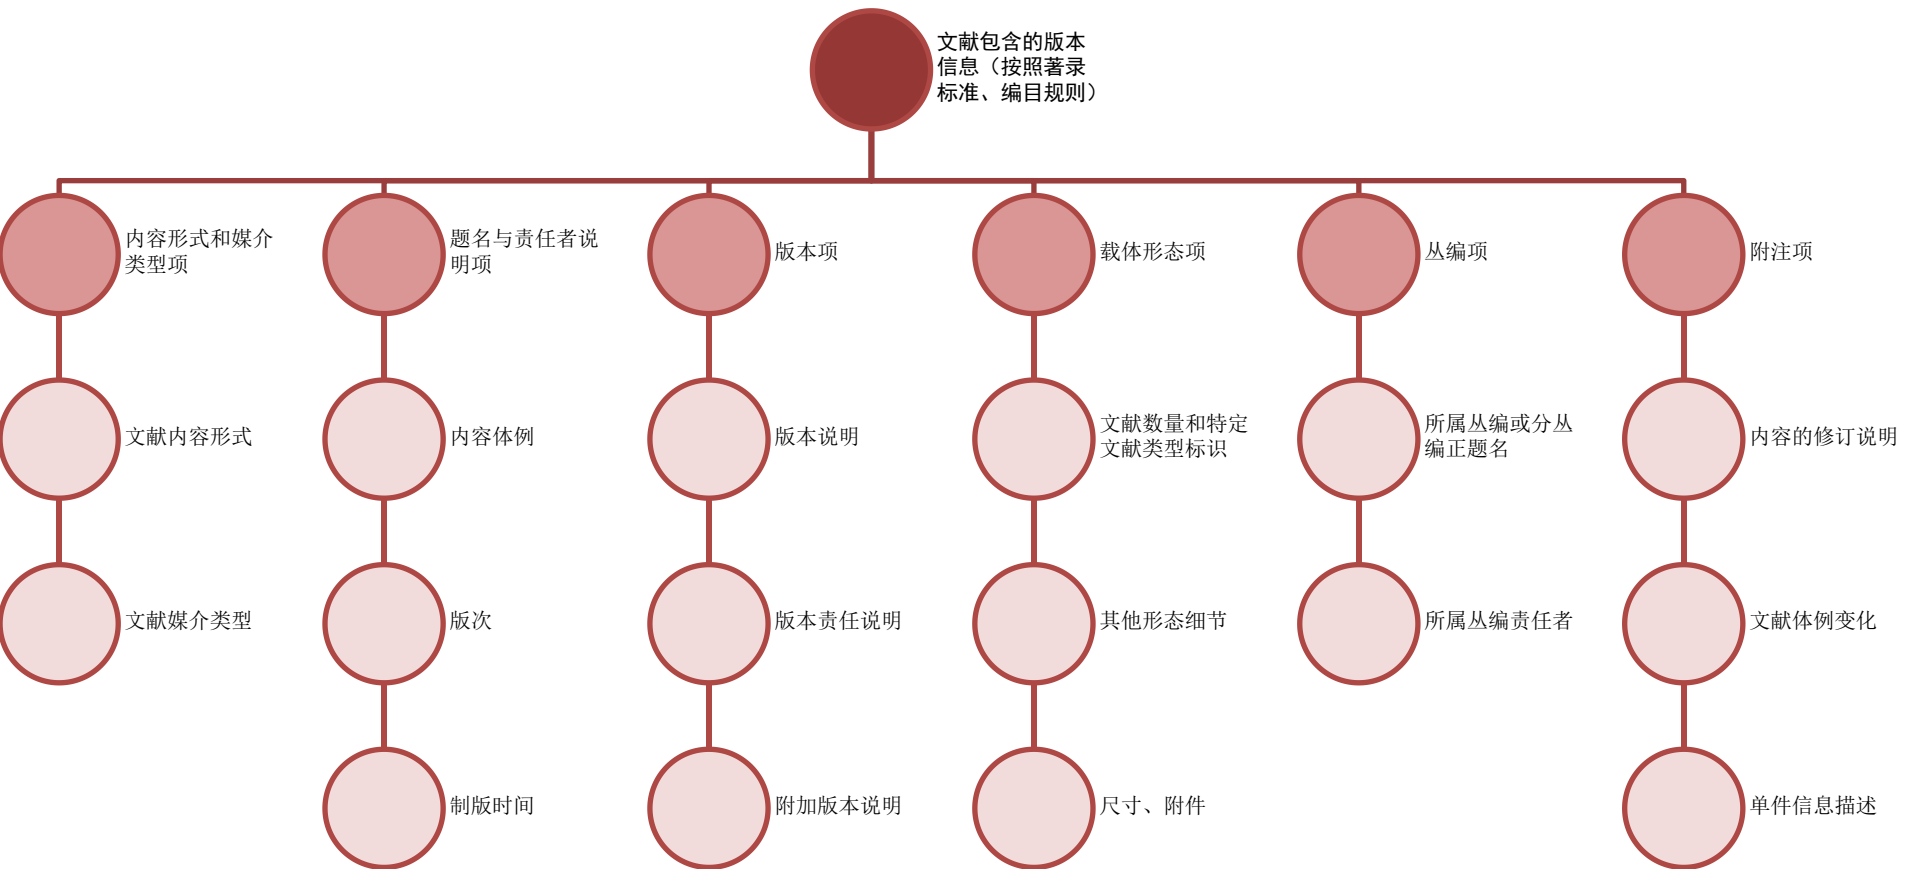 文献包含的版本
信息（按照著录
标准、编目规则）
内容形式和媒介
类型项
题名与责任者说
明项
版本项
载体形态项
丛编项
附注项
文献内容形式
内容体例
版本说明
文献数量和特定
文献类型标识
所属丛编或分丛
编正题名
内容的修订说明
文献媒介类型
版次
版本责任说明
其他形态细节
所属丛编责任者
文献体例变化
制版时间
附加版本说明
尺寸、附件
单件信息描述